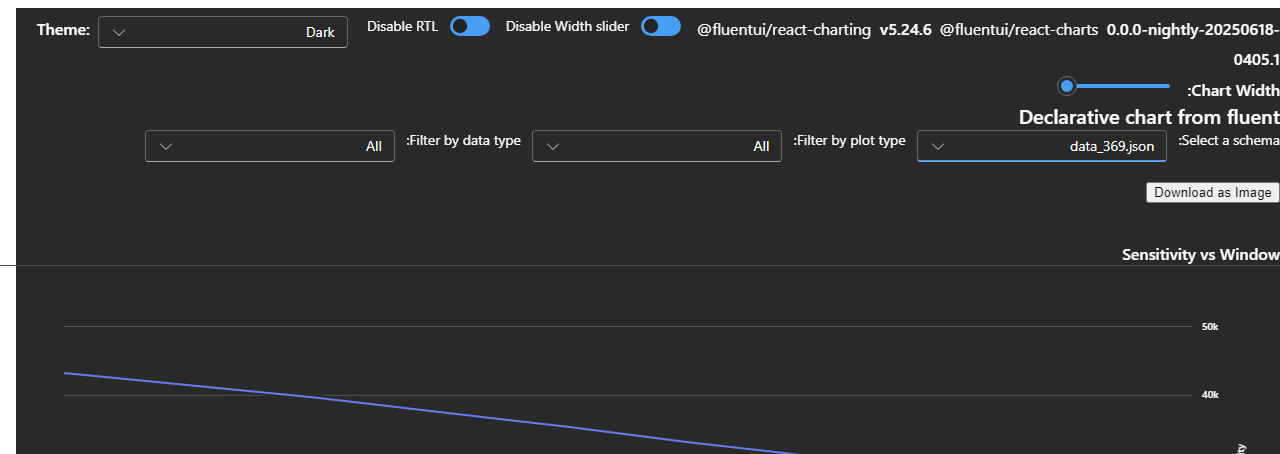 Theme: Dark Disable RTL Disable Width slider @fluentui/react-charting v5.24.6 @fluentui/react-charts 0.0.0-nightly-20250618-
0405.1
:Chart Width
Declarative chart from fluent
:Select a schema data_369.json :Filter by plot type All :Filter by data type All
Download as Image
Sensitivity vs Window
50k
40k